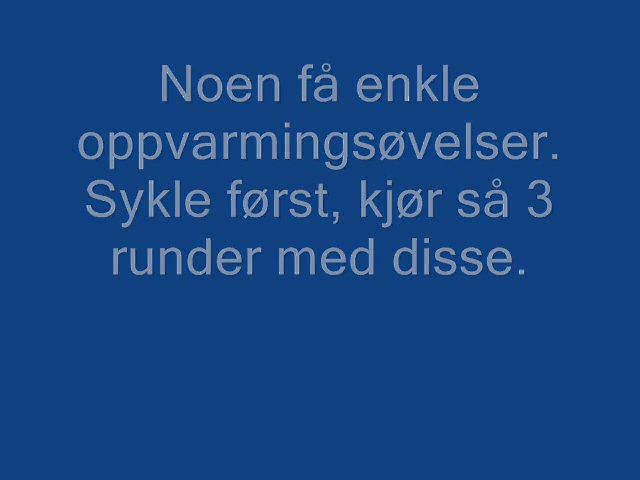 Noen få enkle
oppvarmingsøvelser.
Sykle først, kjør så 3
runder med disse.